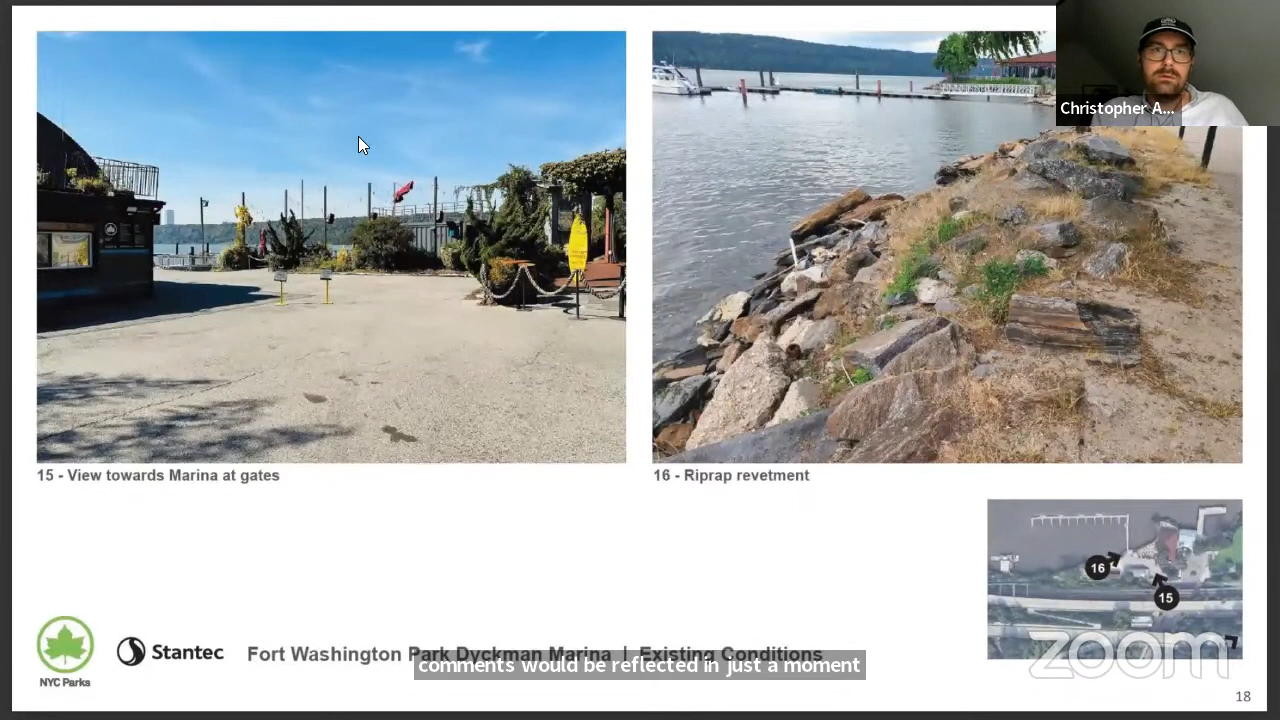 Christopher A...
15 - View towards Marina at gates
16 - Riprap revetment
16
15
NYC Parks
Stantec
Fort Washington Park Dyckman Marina | Existing Conditions
comments would be reflected in just a moment
zoom
18